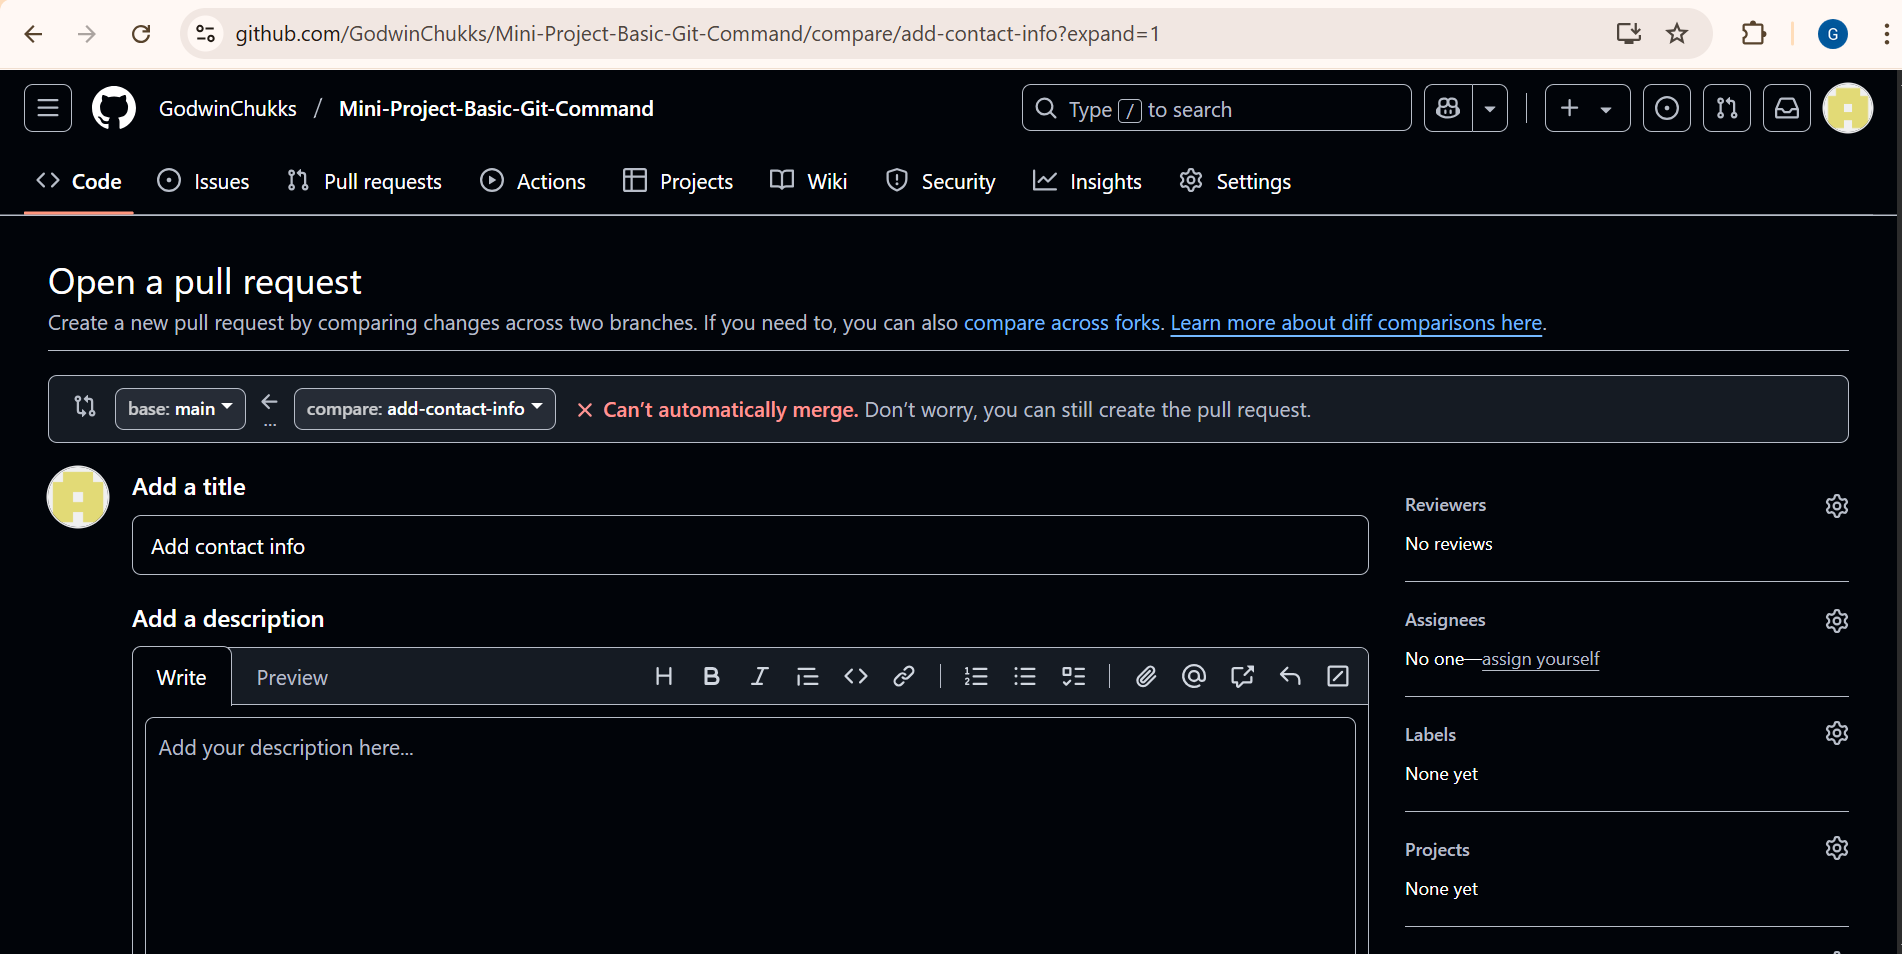 github.com/GodwinChukks/Mini-Project-Basic-Git-Command/compare/add-contact-info?expand=1
G
GodwinChukks / Mini-Project-Basic-Git-Command
Type / to search
Code
Issues
Pull requests
Actions
Projects
Wiki
Security
Insights
Settings
Open a pull request
Create a new pull request by comparing changes across two branches. If you need to, you can also compare across forks. Learn more about diff comparisons here.
base: main
...
compare: add-contact-info
Can’t automatically merge. Don’t worry, you can still create the pull request.
Add a title
Add contact info
Add a description
Write
Preview
Add your description here...
Reviewers
No reviews
Assignees
No one—assign yourself
Labels
None yet
Projects
None yet